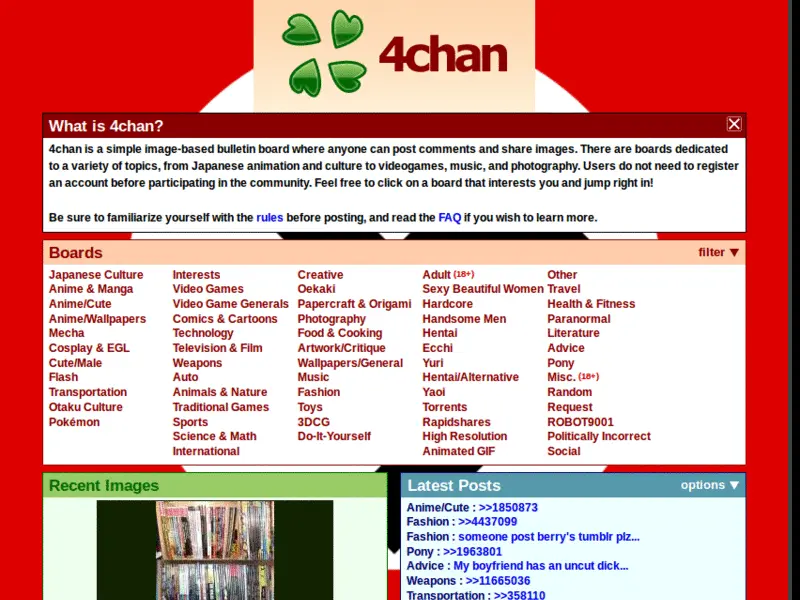 4chan
What is 4chan?
4chan is a simple image-based bulletin board where anyone can post comments and share images. There are boards dedicated
to a variety of topics, from Japanese animation and culture to videogames, music, and photography. Users do not need to register
an account before participating in the community. Feel free to click on a board that interests you and jump right in!
Be sure to familiarize yourself with the rules before posting, and read the FAQ if you wish to learn more.
Boards
filter ▼
Japanese Culture
Anime & Manga
Anime/Cute
Anime/Wallpapers
Mecha
Cosplay & EGL
Cute/Male
Flash
Transportation
Otaku Culture
Pokémon
Interests
Video Games
Video Game Generals
Comics & Cartoons
Technology
Television & Film
Weapons
Auto
Animals & Nature
Traditional Games
Sports
Science & Math
International
Creative
Oekaki
Papercraft & Origami
Photography
Food & Cooking
Artwork/Critique
Wallpapers/General
Music
Fashion
Toys
3DCG
Do-It-Yourself
Adult (18+)
Sexy Beautiful Women
Hardcore
Handsome Men
Hentai
Ecchi
Yuri
Hentai/Alternative
Yaoi
Torrents
Rapidshares
High Resolution
Animated GIF
Other
Travel
Health & Fitness
Paranormal
Literature
Advice
Pony
Misc. (18+)
Random
Request
ROBOT9001
Politically Incorrect
Social
Recent Images
Latest Posts
options ▼
Anime/Cute : >>1850873
Fashion : >>4437099
Fashion : someone post berry's tumblr plz...
Pony : >>1963801
Advice : My boyfriend has an uncut dick...
Weapons : >>11665036
Transportation : >>358110